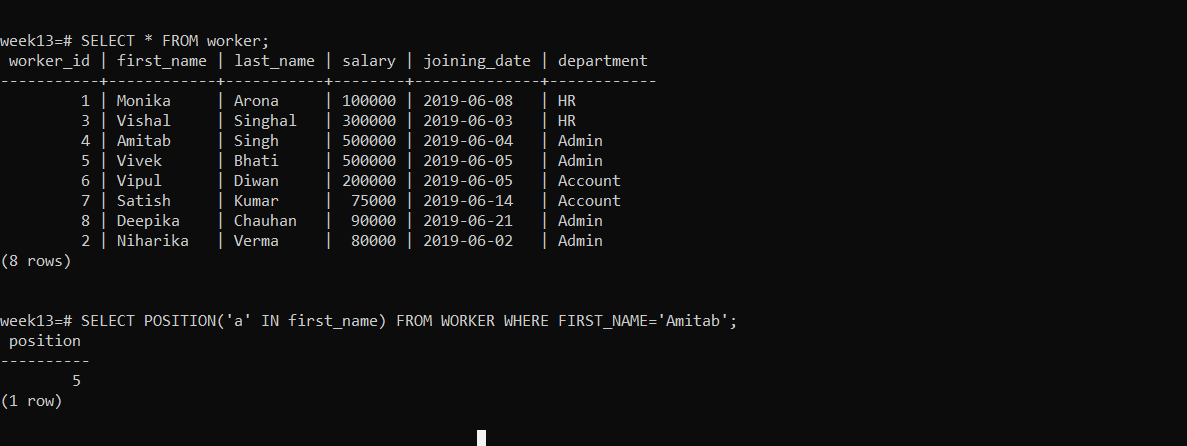 week13=# SELECT * FROM worker;
 worker_id | first_name | last_name | salary | joining_date | department
-----------+------------+-----------+--------+--------------+------------
         1 | Monika     | Arona     | 100000 | 2019-06-08   | HR
         3 | Vishal     | Singhal   | 300000 | 2019-06-03   | HR
         4 | Amitab     | Singh     | 500000 | 2019-06-04   | Admin
         5 | Vivek      | Bhati     | 500000 | 2019-06-05   | Admin
         6 | Vipul      | Diwan     | 200000 | 2019-06-05   | Account
         7 | Satish     | Kumar     |  75000 | 2019-06-14   | Account
         8 | Deepika    | Chauhan   |  90000 | 2019-06-21   | Admin
         2 | Niharika   | Verma     |  80000 | 2019-06-02   | Admin
(8 rows)
week13=# SELECT POSITION('a' IN first_name) FROM WORKER WHERE FIRST_NAME='Amitab';
 position
----------
        5
(1 row)